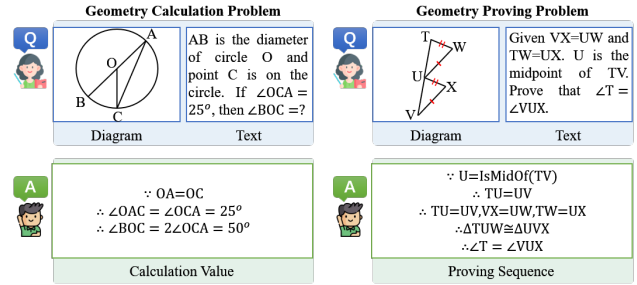 Geometry Calculation Problem
Q
A
O
B
C
Diagram
AB is the diameter
of circle O and
point C is on the
circle. If ∠OCA =
25°, then ∠BOC =?
Text
A
∵ OA=OC
∴ ∠OAC = ∠OCA = 25°
∴ ∠BOC = 2∠OCA = 50°
Calculation Value
Geometry Proving Problem
Q
T
W
U
X
V
Diagram
Given VX=UW and
TW=UX. U is the
midpoint of TV.
Prove that ∠T =
∠VUX.
Text
A
∵ U=IsMidOf(TV)
∴ TU=UV
∴ TU=UV,VX=UW,TW=UX
∴ΔTUW≅ΔUVX
∴∠T = ∠VUX
Proving Sequence